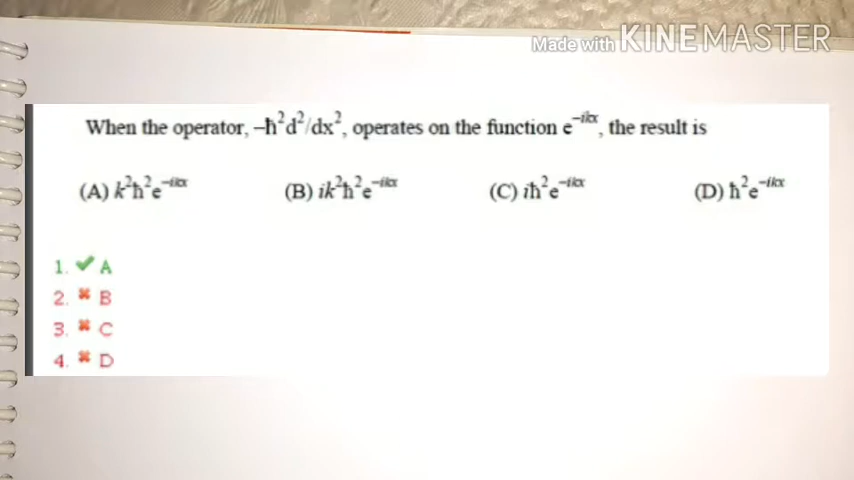 Made with KINEMASTER
When the operator, –ħ²d²/dx², operates on the function e⁻ⁱᵏˣ, the result is
(A) k²ħ²e⁻ⁱᵏˣ (B) ik²ħ²e⁻ⁱᵏˣ (C) iħ²e⁻ⁱᵏˣ (D) ħ²e⁻ⁱᵏˣ
1. ✔ A
2. ✖ B
3. ✖ C
4. ✖ D